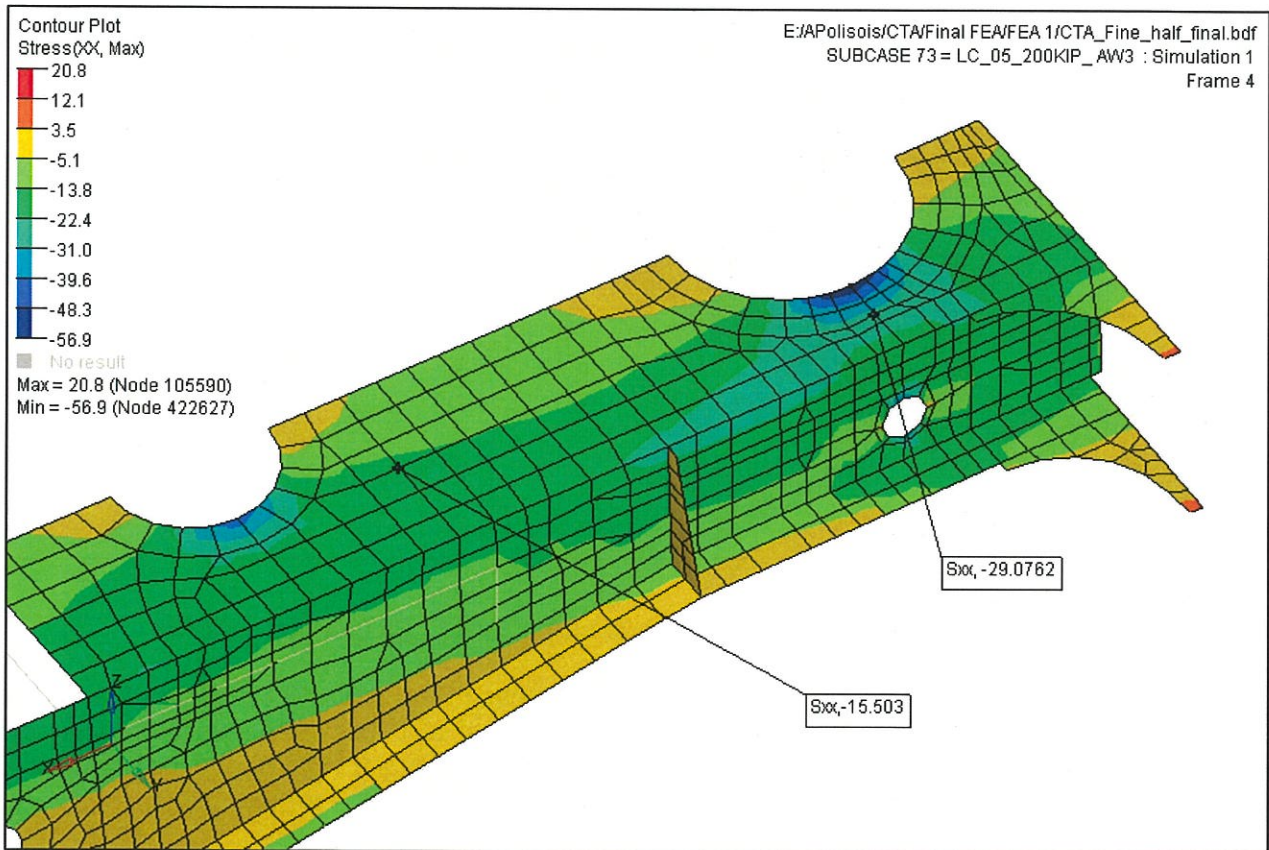 Contour Plot
Stress(XX, Max)
20.8
12.1
3.5
-5.1
-13.8
-22.4
-31.0
-39.6
-48.3
-56.9
No result
Max = 20.8 (Node 105590)
Min = -56.9 (Node 422627)
E:/APolisois/CTA/Final FEA/FEA 1/CTA_Fine_half_final.bdf
SUBCASE 73 = LC_05_200KIP_ AW3 : Simulation 1
Frame 4
Sxx, -29.0762
Sxx,-15.503
Z
X
Y